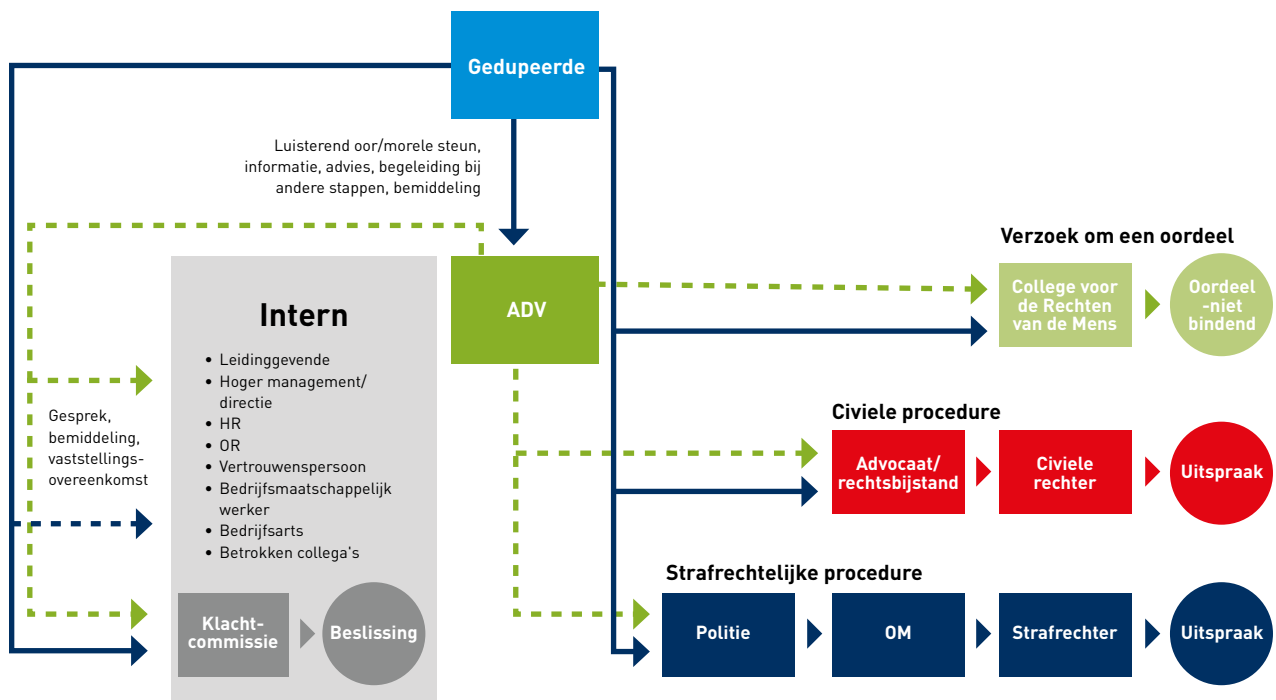 Gedupeerde
Luisterend oor/morele steun,
informatie, advies, begeleiding bij
andere stappen, bemiddeling
ADV
Intern
• Leidinggevende
• Hoger management/
directie
• HR
• OR
• Vertrouwenspersoon
• Bedrijfsmaatschappelijk
werker
• Bedrijfsarts
• Betrokken collega's
Gesprek,
bemiddeling,
vaststellings-
overeenkomst
Klacht-
commissie
Beslissing
Verzoek om een oordeel
College voor
de Rechten
van de Mens
Oordeel
-niet
bindend
Civiele procedure
Advocaat/
rechtsbijstand
Civiele
rechter
Uitspraak
Strafrechtelijke procedure
Politie
OM
Strafrechter
Uitspraak